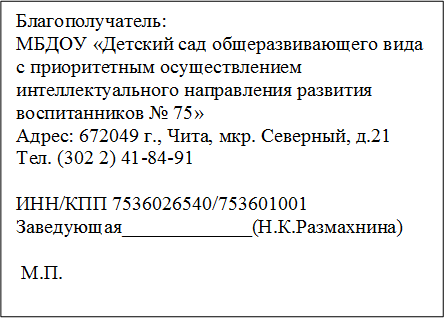 Благополучатель:
МБДОУ «Детский сад общеразвивающего вида
с приоритетным осуществлением
интеллектуального направления развития
воспитанников № 75»
Адрес: 672049 г., Чита, мкр. Северный, д.21
Тел. (302 2) 41-84-91
ИНН/КПП 7536026540/753601001
Заведующая_____________(Н.К.Размахнина)
М.П.